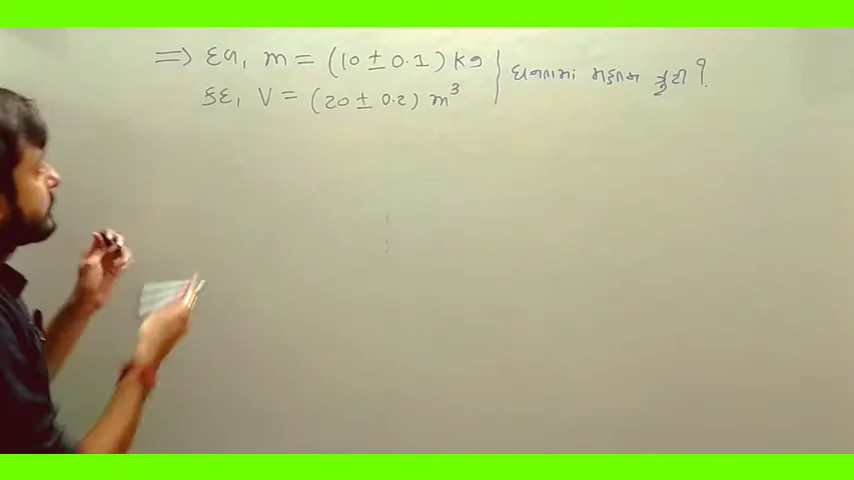 ⇒ દળ, m = (10 ± 0.1) kg
કદ, V = (20 ± 0.2) m³
ઘનતામાં મહત્તમ ત્રુટી ?